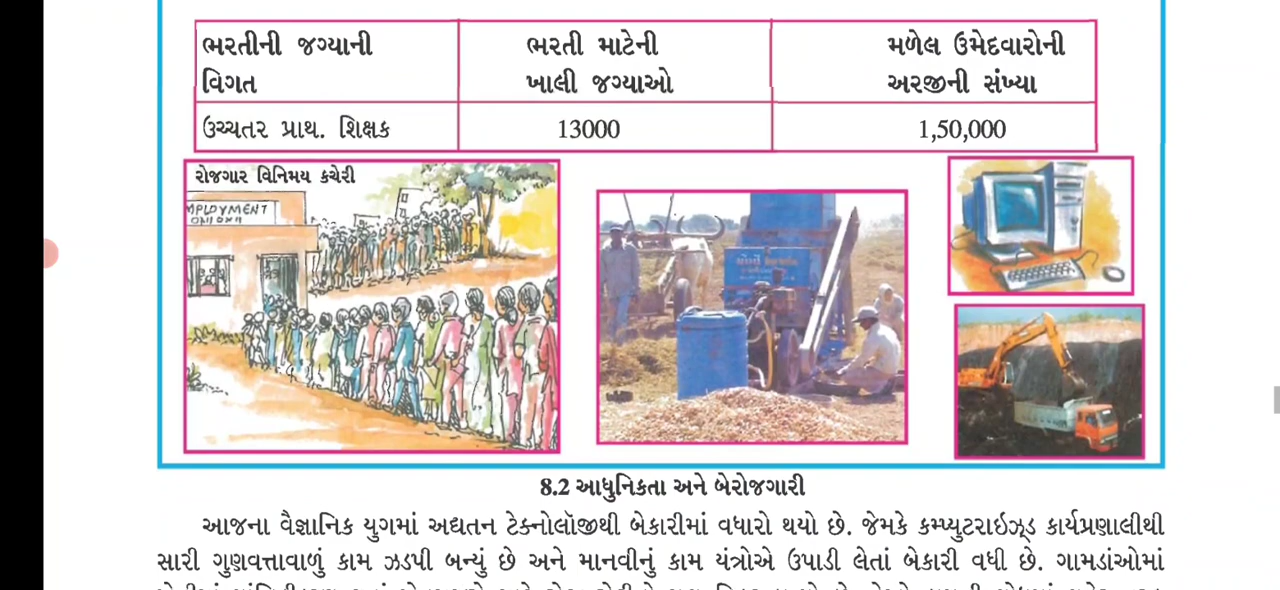 ભરતીની જગ્યાની વિગત
ભરતી માટેની ખાલી જગ્યાઓ
મળેલ ઉમેદવારોની અરજીની સંખ્યા
ઉચ્ચતર પ્રાથ. શિક્ષક 13000 1,50,000
રોજગાર વિનિમય કચેરી
MPLOYMENT
8.2 આધુનિકતા અને બેરોજગારી
આજના વૈજ્ઞાનિક યુગમાં અદ્યતન ટેક્નોલૉજીથી બેકારીમાં વધારો થયો છે. જેમકે કમ્પ્યુટરાઇઝ્ડ કાર્યપ્રણાલીથી
સારી ગુણવત્તાવાળું કામ ઝડપી બન્યું છે અને માનવીનું કામ યંત્રોએ ઉપાડી લેતાં બેકારી વધી છે. ગામડાંઓમાં